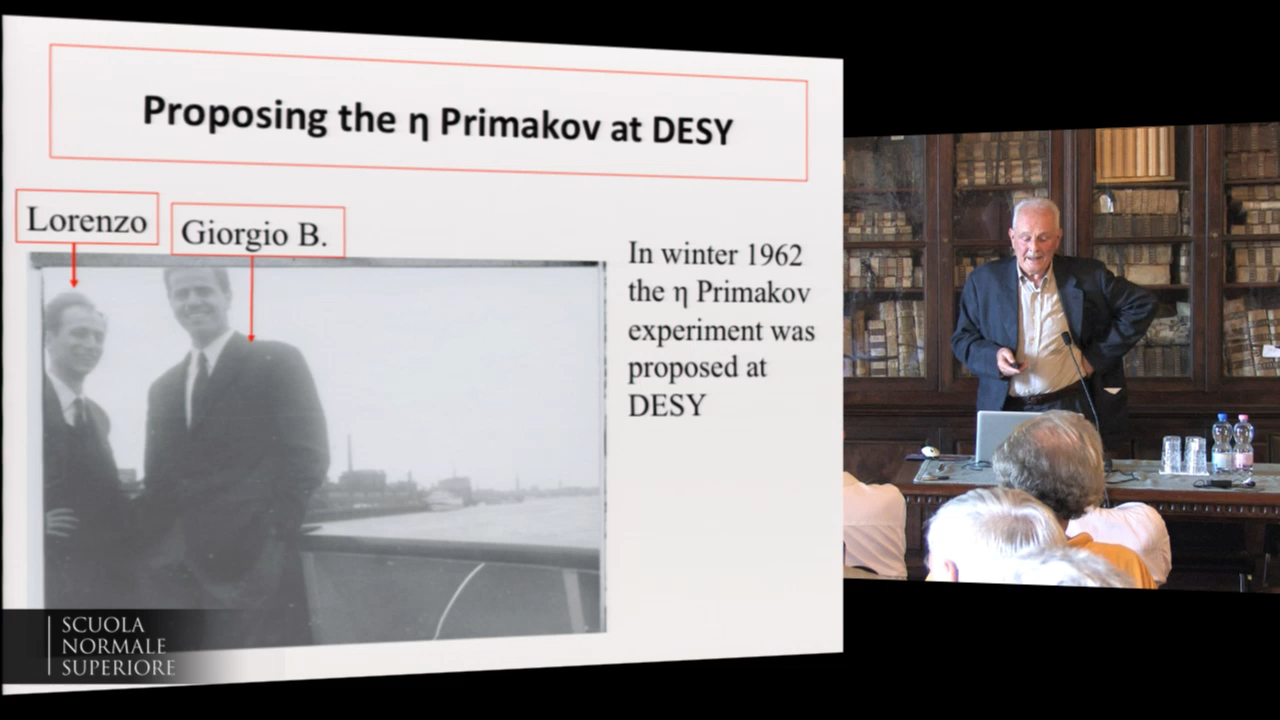 Proposing the η Primakov at DESY
Lorenzo
Giorgio B.
In winter 1962
the η Primakov
experiment was
proposed at
DESY
SCUOLA
NORMALE
SUPERIORE